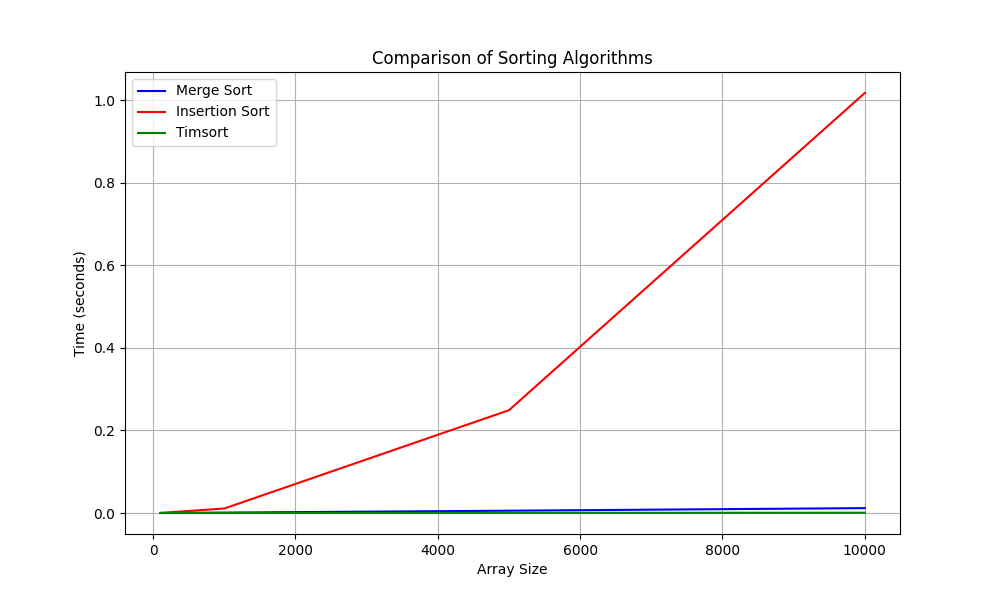 Comparison of Sorting Algorithms
Merge Sort
Insertion Sort
Timsort
Time (seconds)
1.0
0.8
0.6
0.4
0.2
0.0
0 2000 4000 6000 8000 10000
Array Size